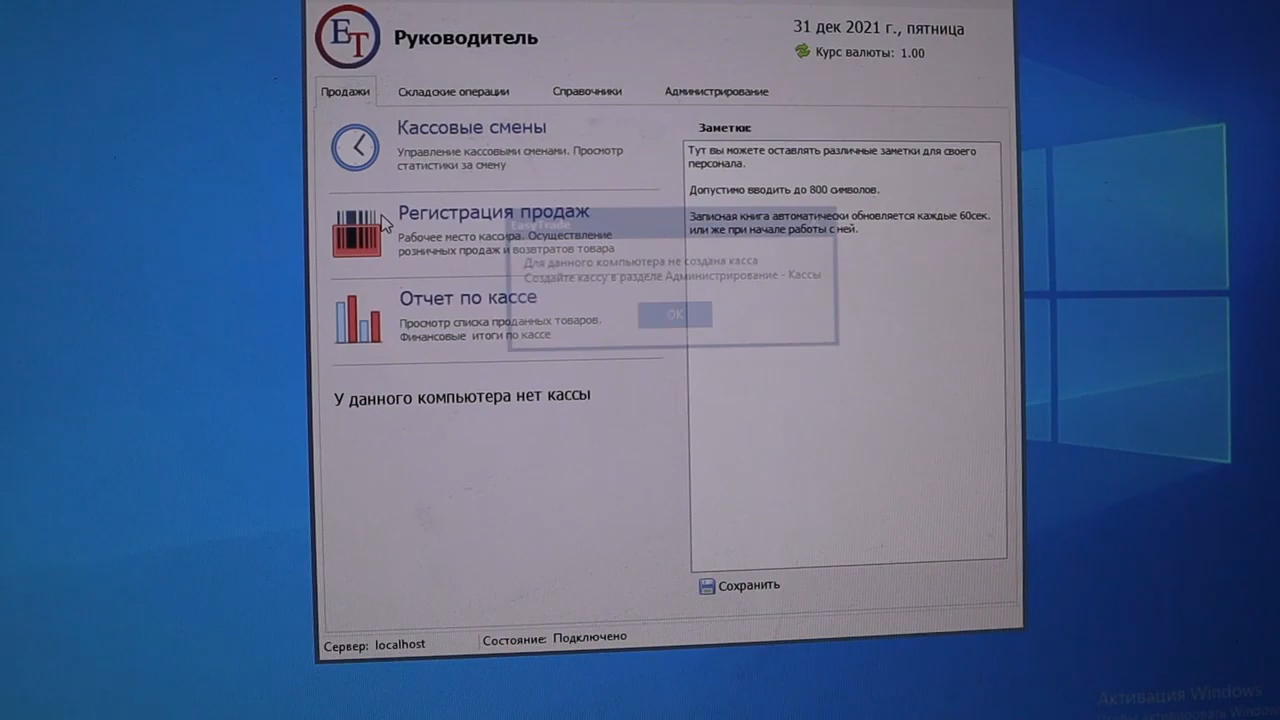 ET
Руководитель
31 дек 2021 г., пятница
Курс валюты: 1.00
Продажи
Складские операции
Справочники
Администрирование
Кассовые смены
Управление кассовыми сменами. Просмотр
статистики за смену
Регистрация продаж
Рабочее место кассира. Осуществление
розничных продаж и возвтратов товара
Отчет по кассе
Просмотр списка проданных товаров.
Финансовые итоги по кассе
У данного компьютера нет кассы
Заметки:
Тут вы можете оставлять различные заметки для своего
персонала.
Допустимо вводить до 800 символов.
Записная книга автоматически обновляется каждые 60сек.
или же при начале работы с ней.
EasyTrade
Для данного компьютера не создана касса
Создайте кассу в разделе Администрирование - Кассы
OK
Сохранить
Сервер: localhost
Состояние: Подключено
Активация Windows